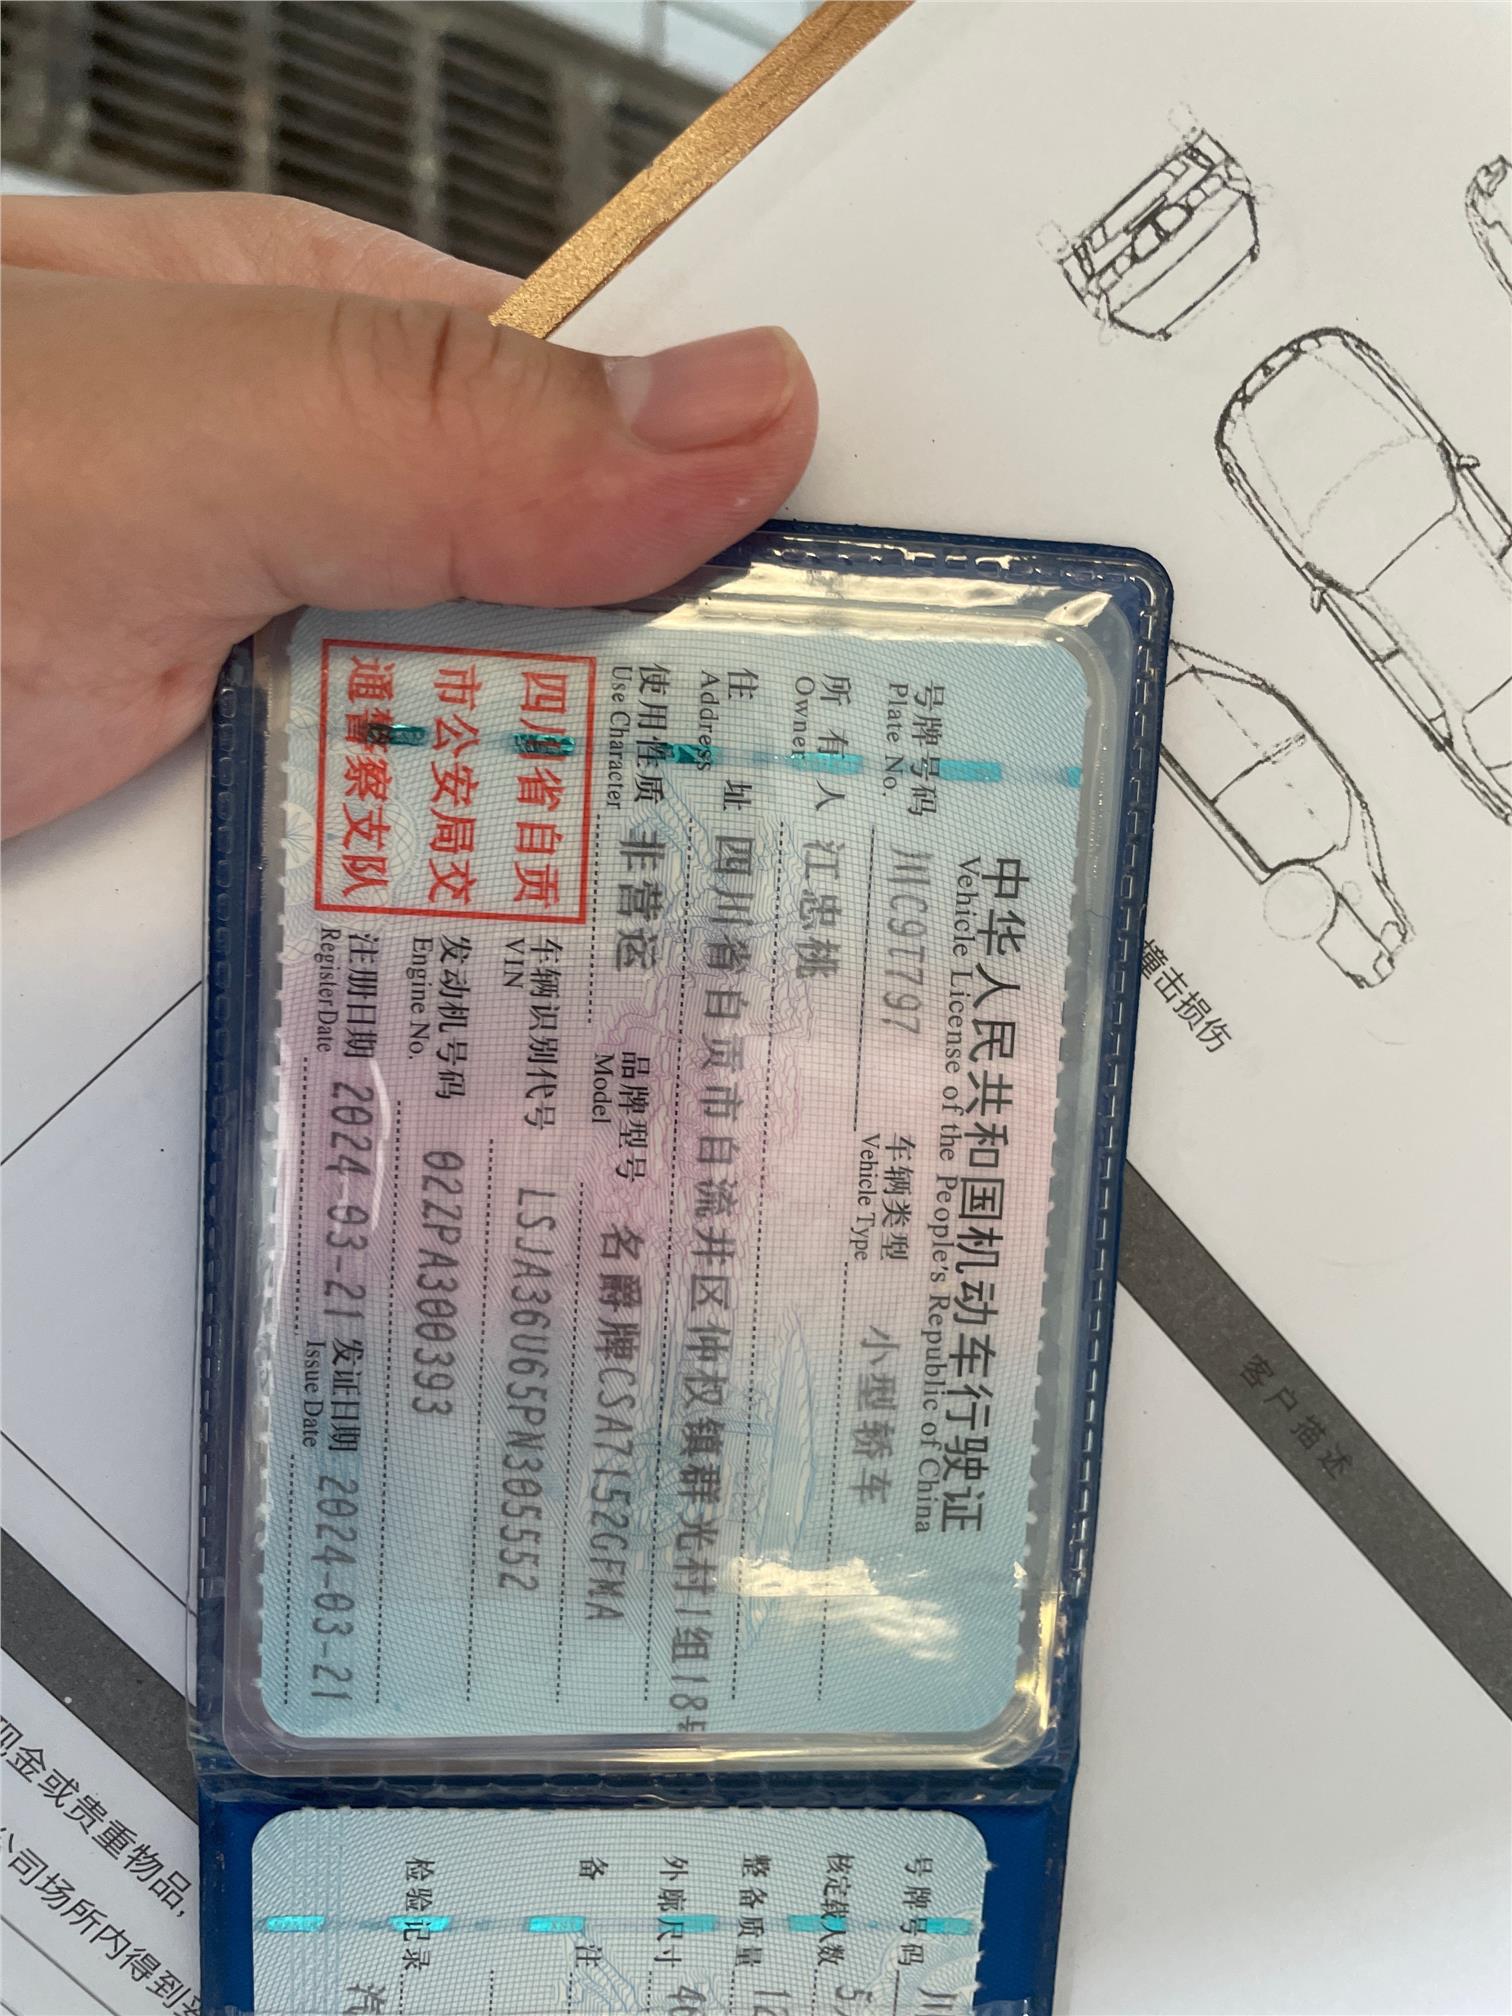 中华人民共和国机动车行驶证
Vehicle License of the People's Republic of China
号牌号码 川C9T797 车辆类型 小型轿车
Plate No. Vehicle Type
所有人 江忠桃
Owner
住址 四川省自贡市自流井区仲权镇群光村1组18号
Address
使用性质 非营运 品牌型号 名爵牌CSA7152GFMA
Use Character Model
四川省自贡
市公安局交
通警察支队
车辆识别代号 LSJA36U65PN305552
VIN
发动机号码 02ZPA300393
Engine No.
注册日期 2024-03-21 发证日期 2024-03-21
Register Date Issue Date
号牌号码 川
核定载人数 5
整备质量 12
外廓尺寸 46
备注
检验记录
撞击损伤
客户描述
现金或贵重物品,
公司场所内得到